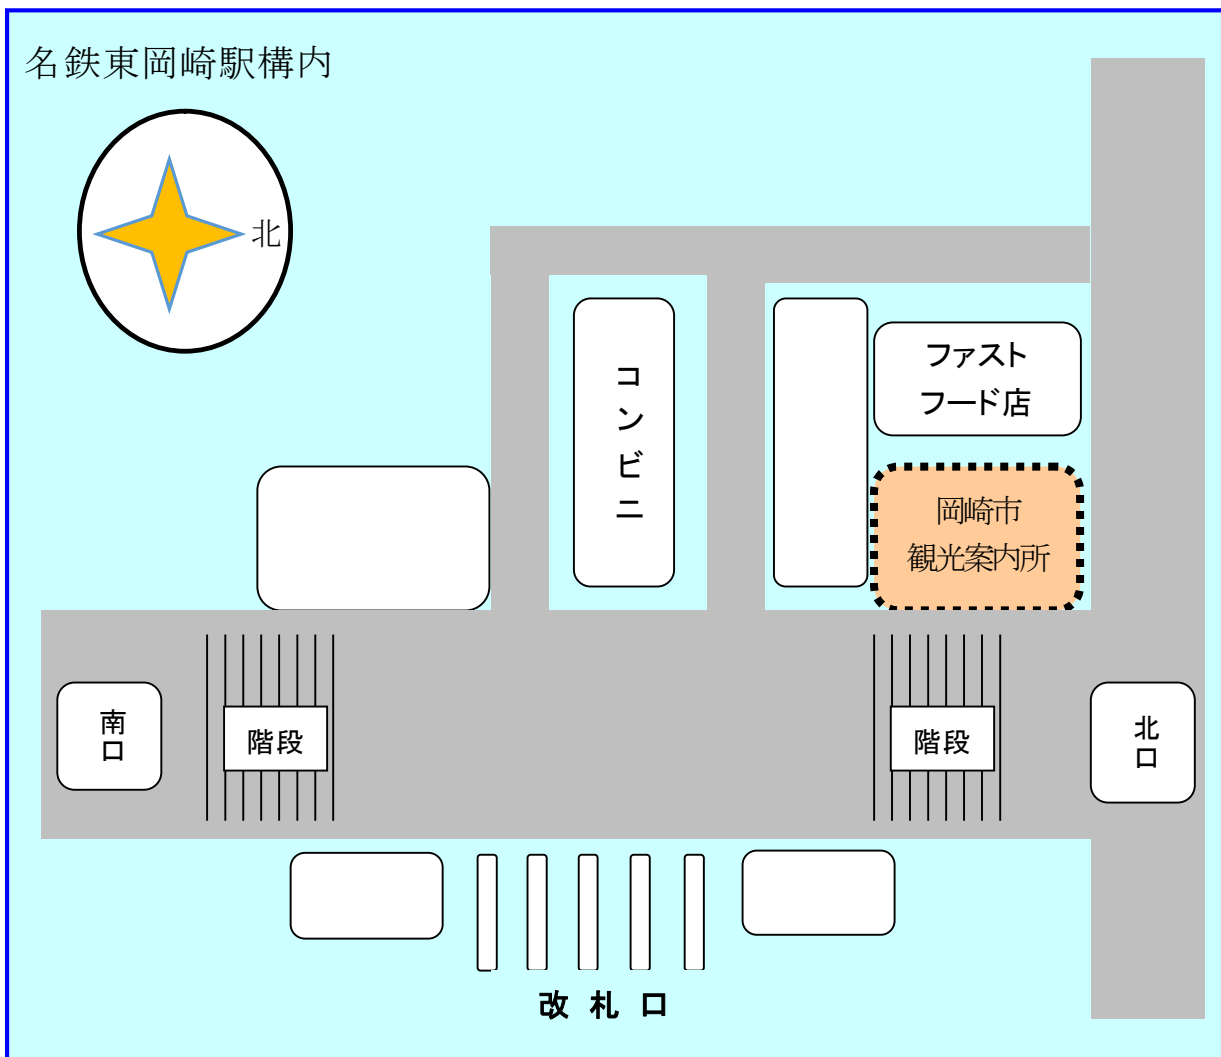 名鉄東岡崎駅構内
北
コンビニ
ファスト
フード店
岡崎市
観光案内所
南口
階段
階段
北口
改札口